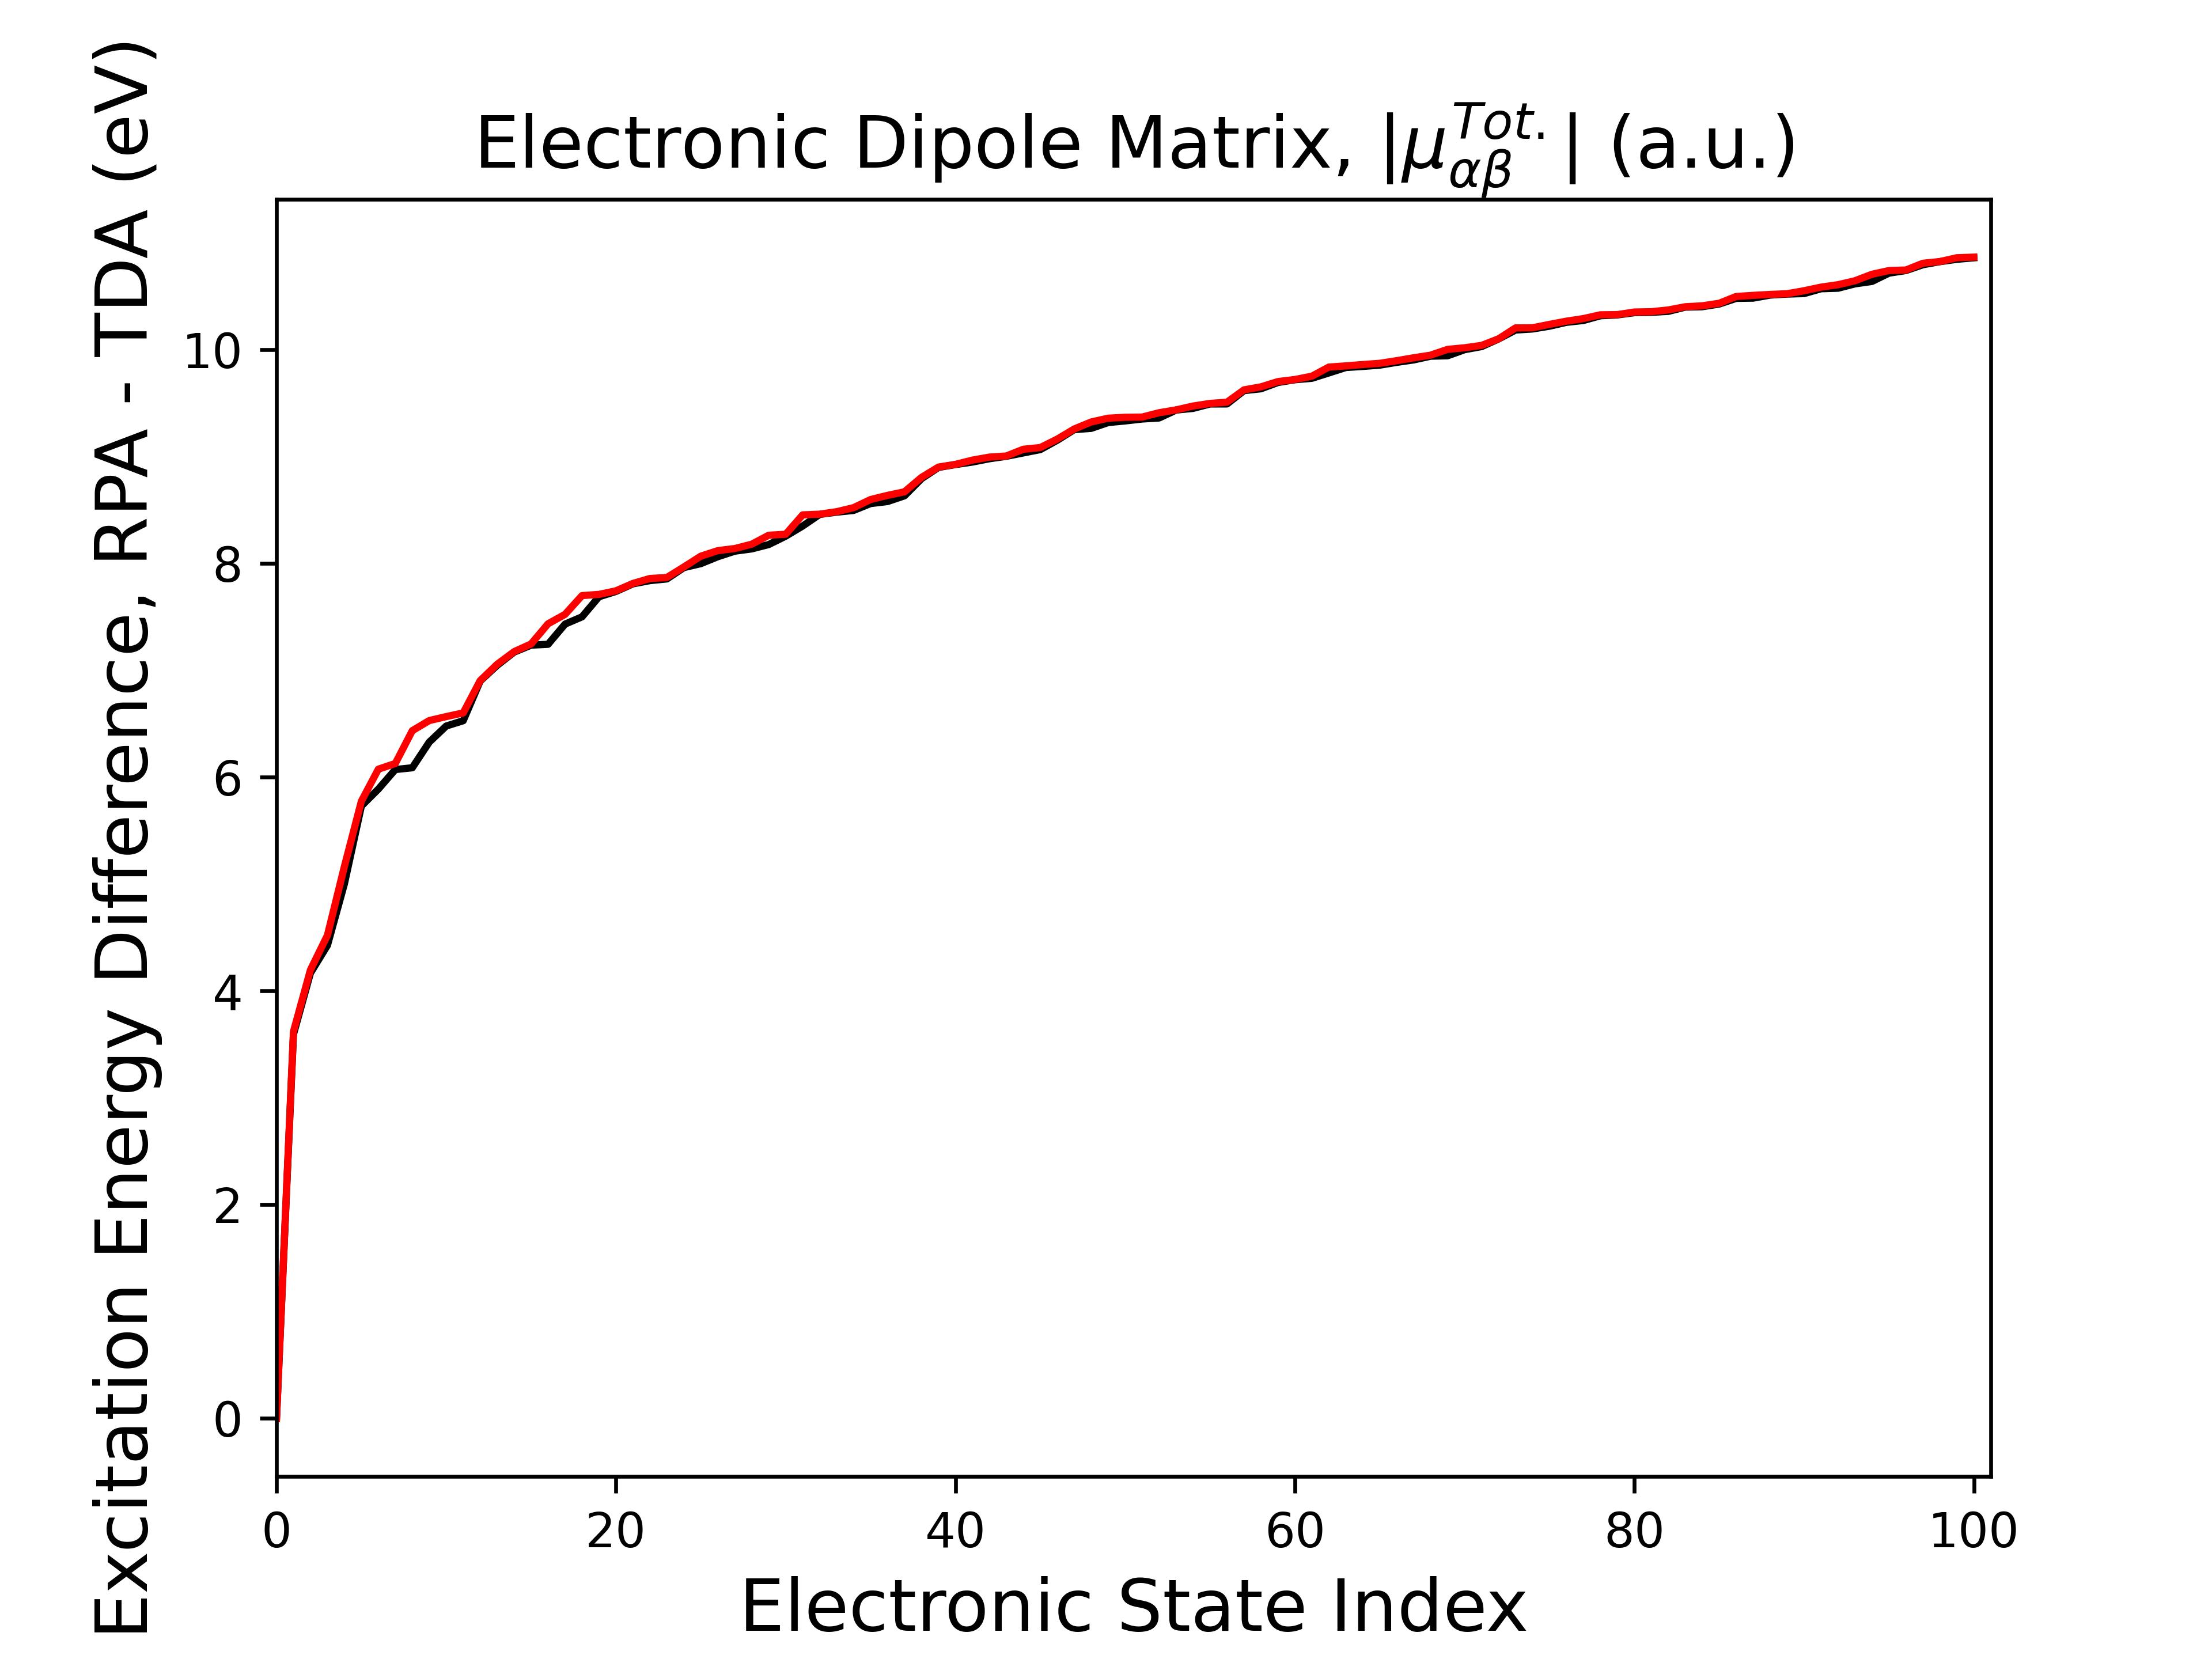 Electronic Dipole Matrix, |μ^{Tot.}_{αβ}| (a.u.)
Excitation Energy Difference, RPA - TDA (eV)
10
8
6
4
2
0
0 20 40 60 80 100
Electronic State Index